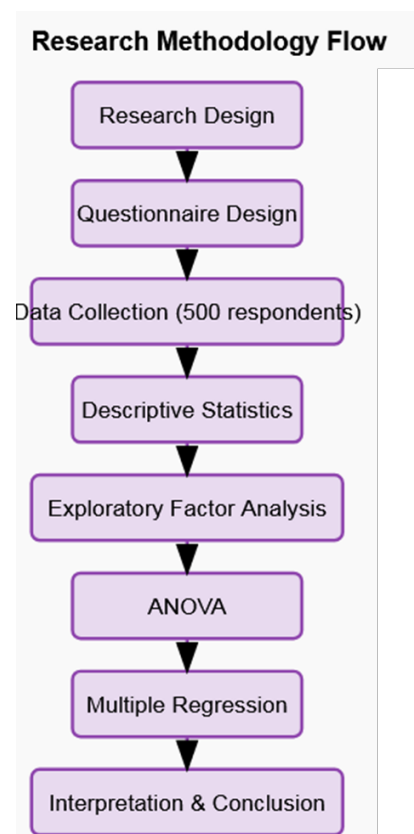 Research Methodology Flow
Research Design
Questionnaire Design
Data Collection (500 respondents)
Descriptive Statistics
Exploratory Factor Analysis
ANOVA
Multiple Regression
Interpretation & Conclusion